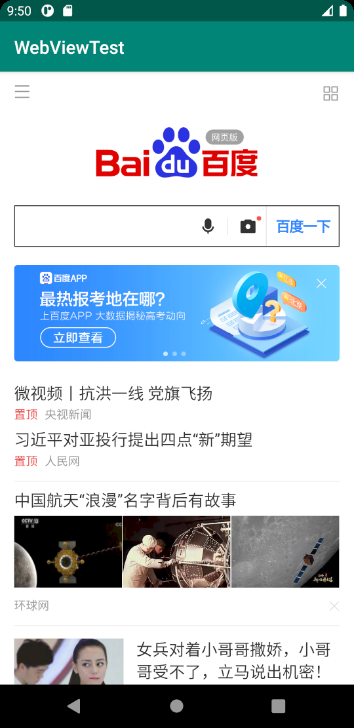 9:50
WebViewTest
网页版
Bai du 百度
百度一下
百度APP
最热报考地在哪?
上百度APP 大数据揭秘高考动向
立即查看
微视频丨抗洪一线 党旗飞扬
置顶 央视新闻
习近平对亚投行提出四点“新”期望
置顶 人民网
中国航天“浪漫”名字背后有故事
环球网
女兵对着小哥哥撒娇，小哥
哥受不了，立马说出机密！